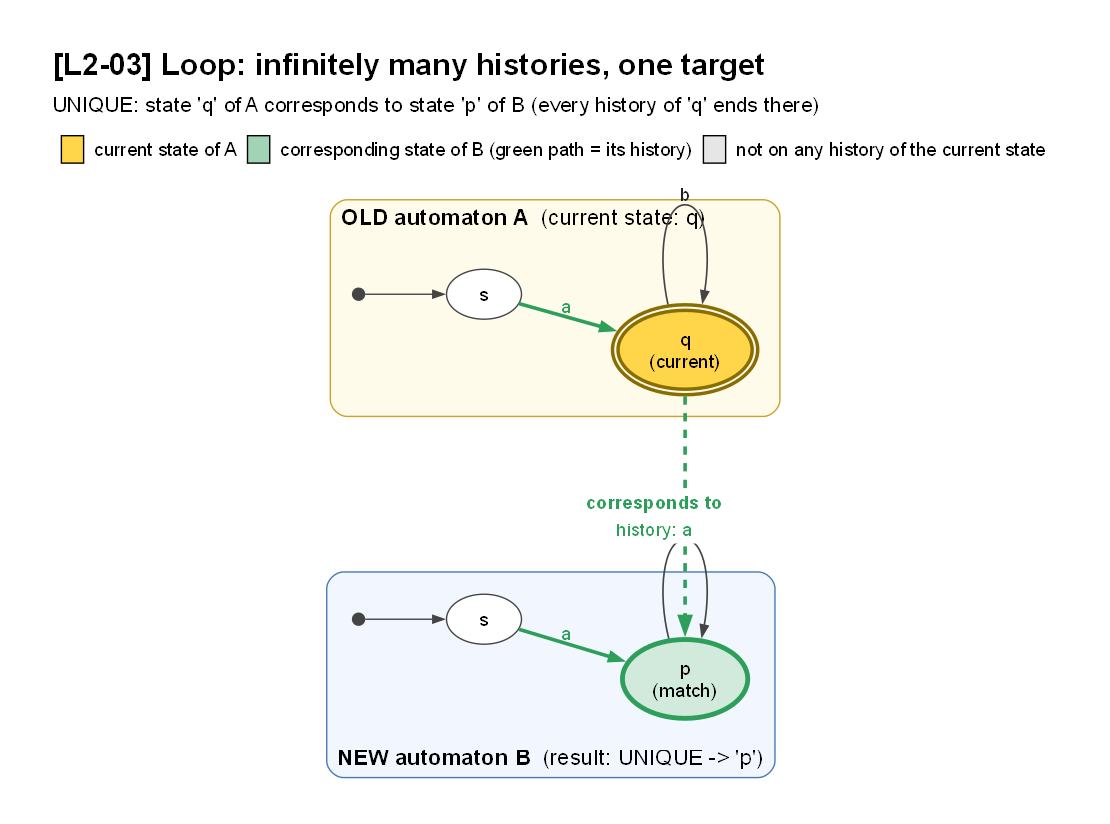 [L2-03] Loop: infinitely many histories, one target
UNIQUE: state 'q' of A corresponds to state 'p' of B (every history of 'q' ends there)
current state of A
corresponding state of B (green path = its history)
not on any history of the current state
b
OLD automaton A (current state: q)
s
a
q
(current)
corresponds to
history: a
s
a
p
(match)
NEW automaton B (result: UNIQUE -> 'p')